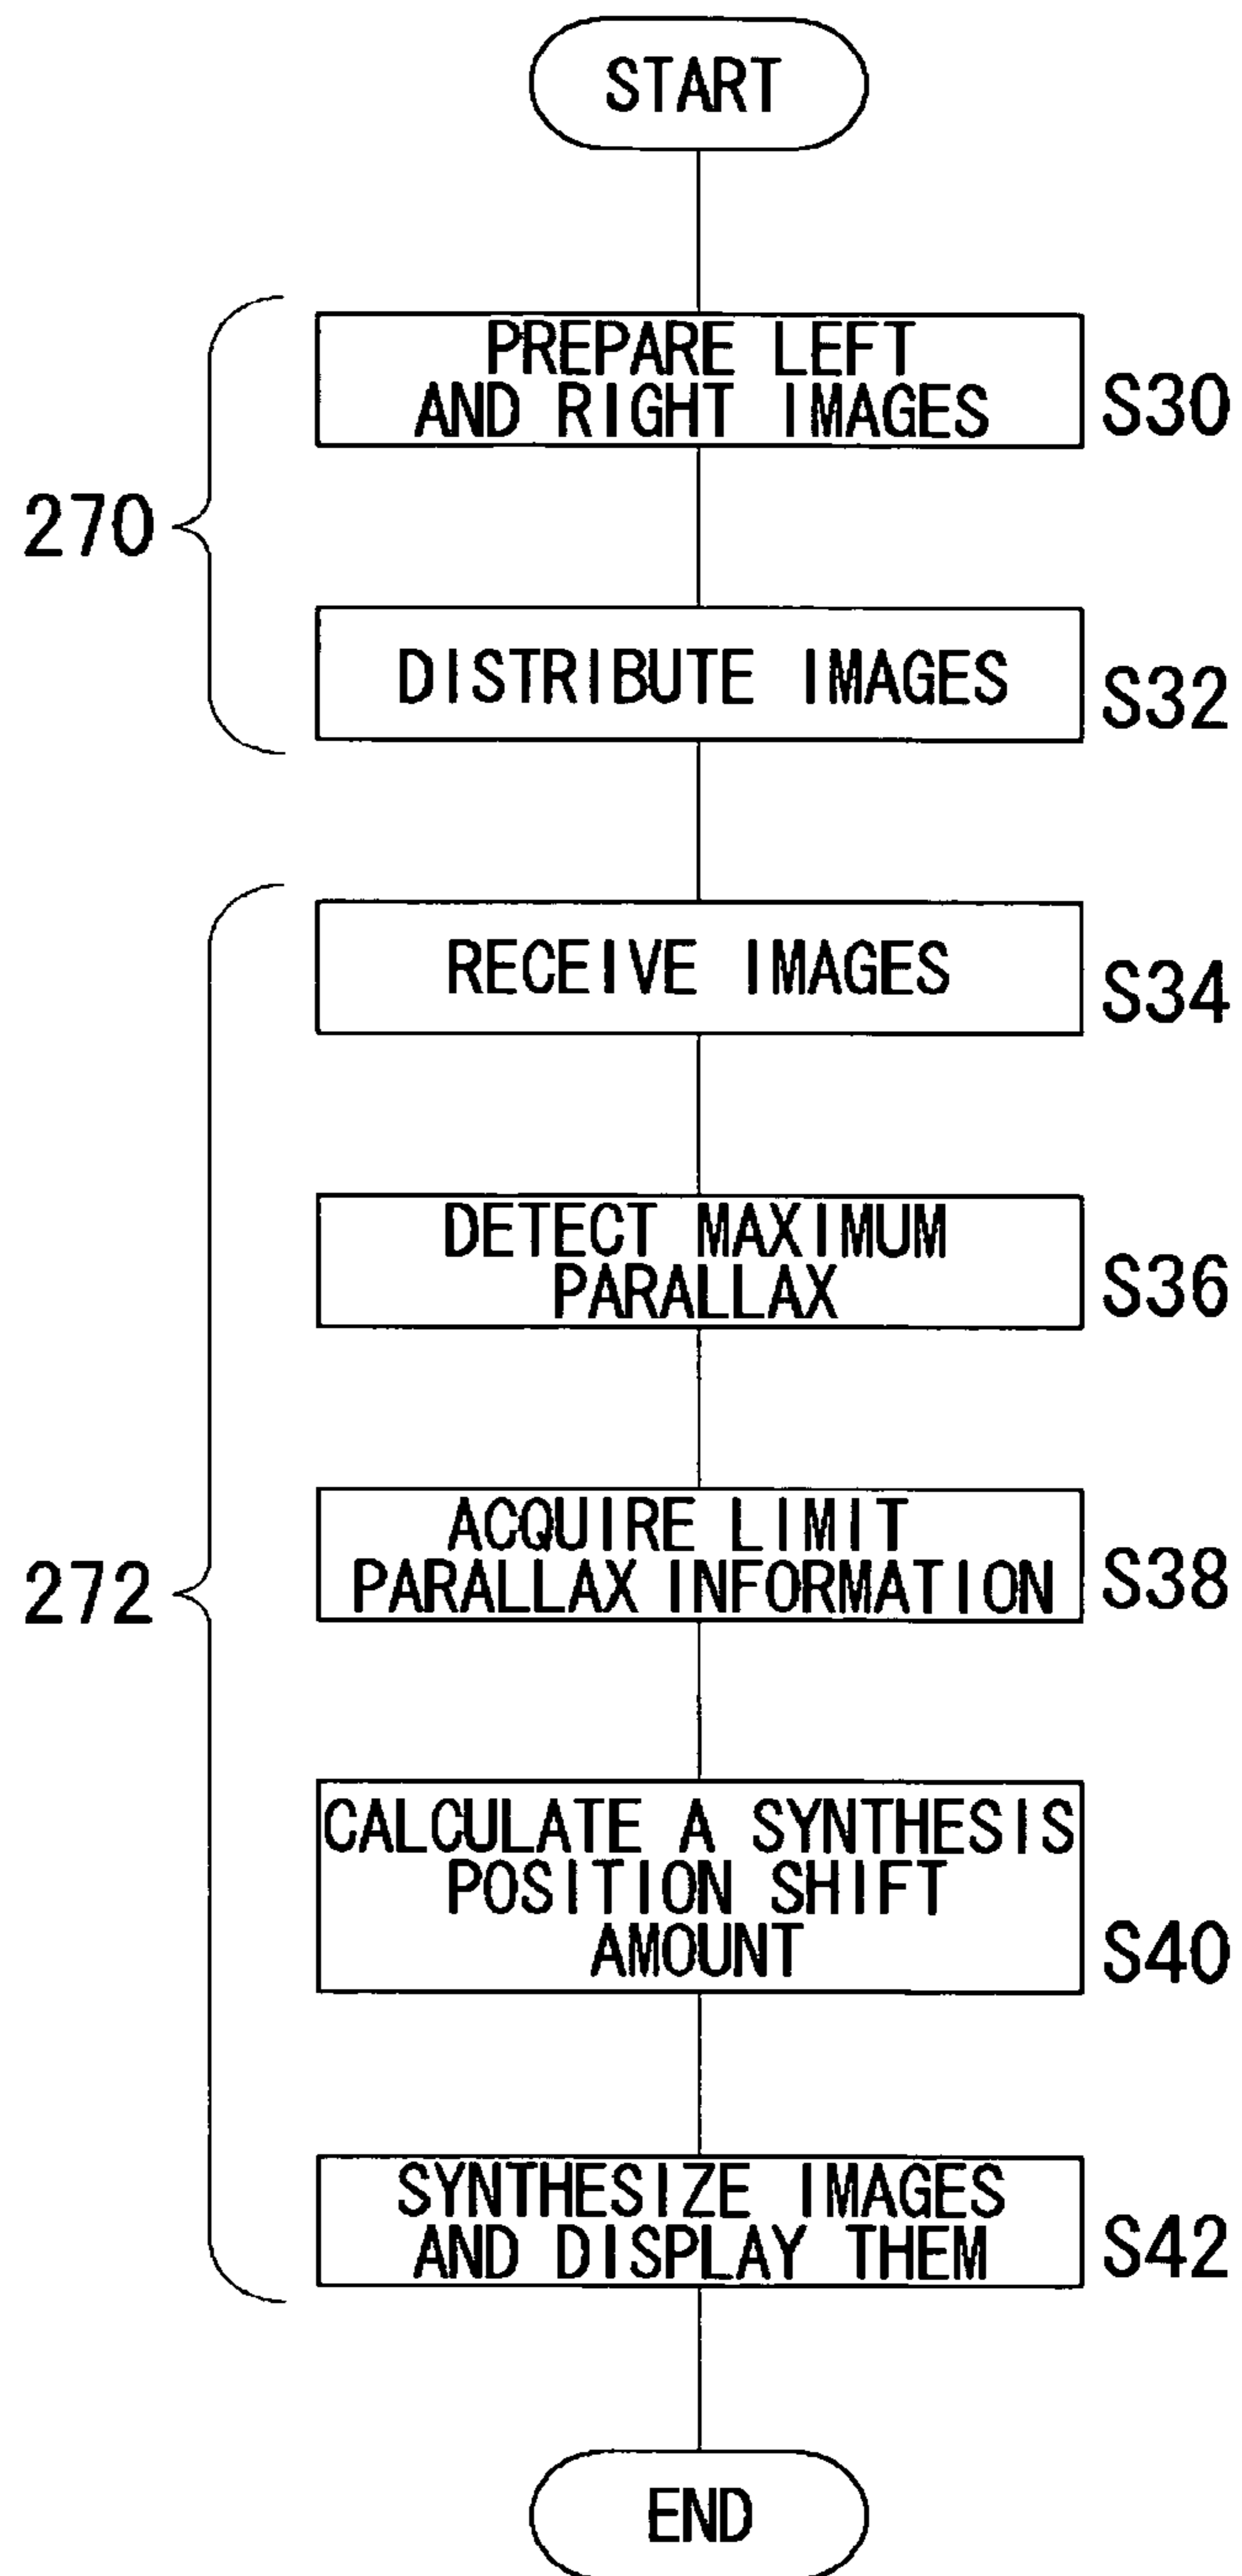 START
PREPARE LEFT
AND RIGHT IMAGES
S30
270
DISTRIBUTE IMAGES
S32
RECEIVE IMAGES
S34
DETECT MAXIMUM
PARALLAX
S36
ACQUIRE LIMIT
PARALLAX INFORMATION
S38
272
CALCULATE A SYNTHESIS
POSITION SHIFT
AMOUNT
S40
SYNTHESIZE IMAGES
AND DISPLAY THEM
S42
END